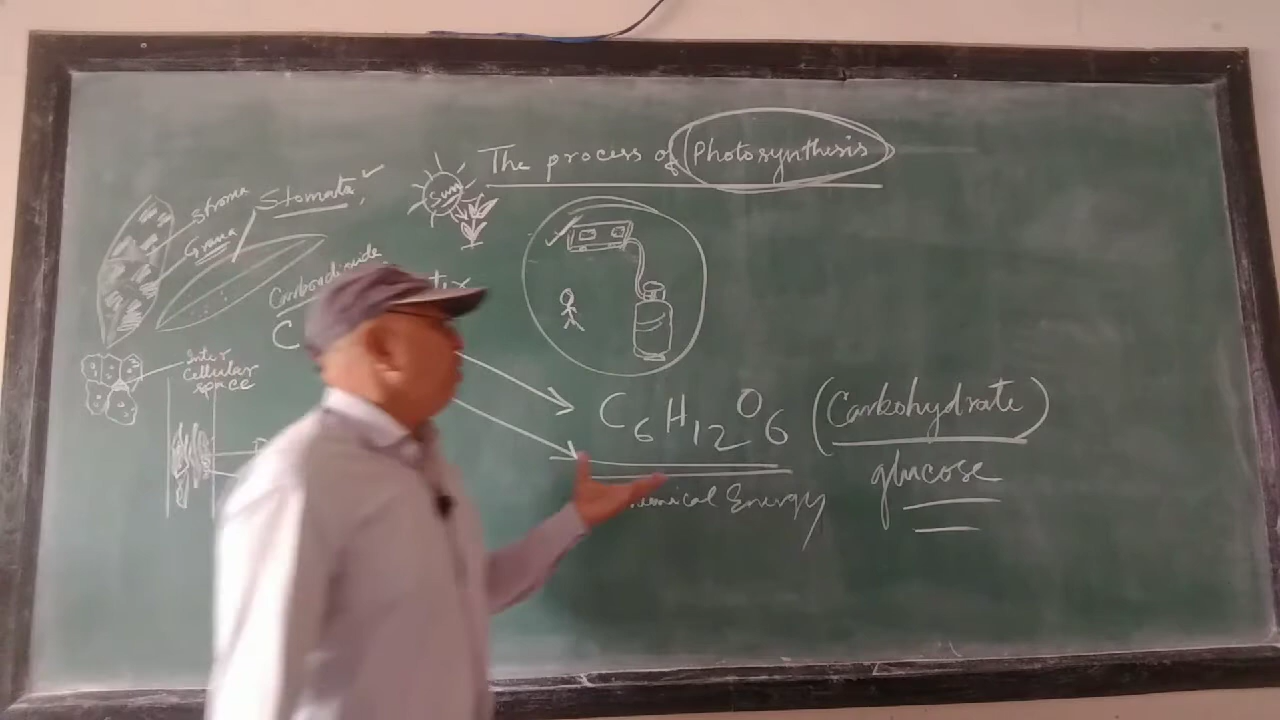 The process of Photosynthesis
Sun
Stroma
Stomata
Grana
Carbondioxide
C
Inter
cellular
space
C6H12O6 (Carbohydrate)
glucose
Energy